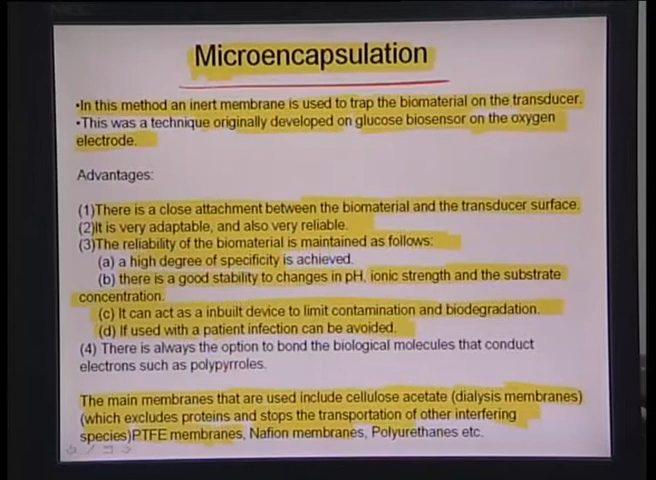 Microencapsulation
•In this method an inert membrane is used to trap the biomaterial on the transducer.
•This was a technique originally developed on glucose biosensor on the oxygen
electrode.
Advantages:
(1)There is a close attachment between the biomaterial and the transducer surface.
(2)It is very adaptable, and also very reliable.
(3)The reliability of the biomaterial is maintained as follows:
(a) a high degree of specificity is achieved.
(b) there is a good stability to changes in pH, ionic strength and the substrate
concentration.
(c) It can act as a inbuilt device to limit contamination and biodegradation.
(d) If used with a patient infection can be avoided.
(4) There is always the option to bond the biological molecules that conduct
electrons such as polypyrroles.
The main membranes that are used include cellulose acetate (dialysis membranes)
(which excludes proteins and stops the transportation of other interfering
species)PTFE membranes, Nafion membranes, Polyurethanes etc.